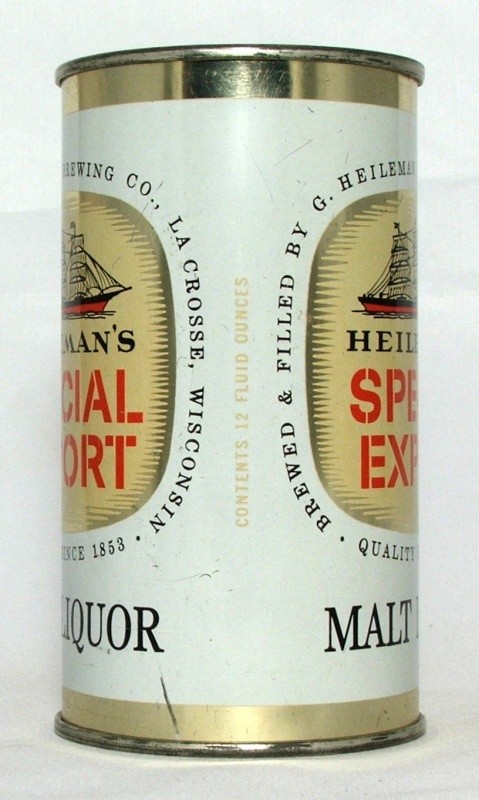 BREWING CO., LA CROSSE, WISCONSIN
MAN'S
CIAL
ORT
SINCE 1853 ·
LIQUOR
CONTENTS 12 FLUID OUNCES
BREWED & FILLED BY G. HEILEMAN
HEILE
SPE
EXP
· QUALITY
MALT